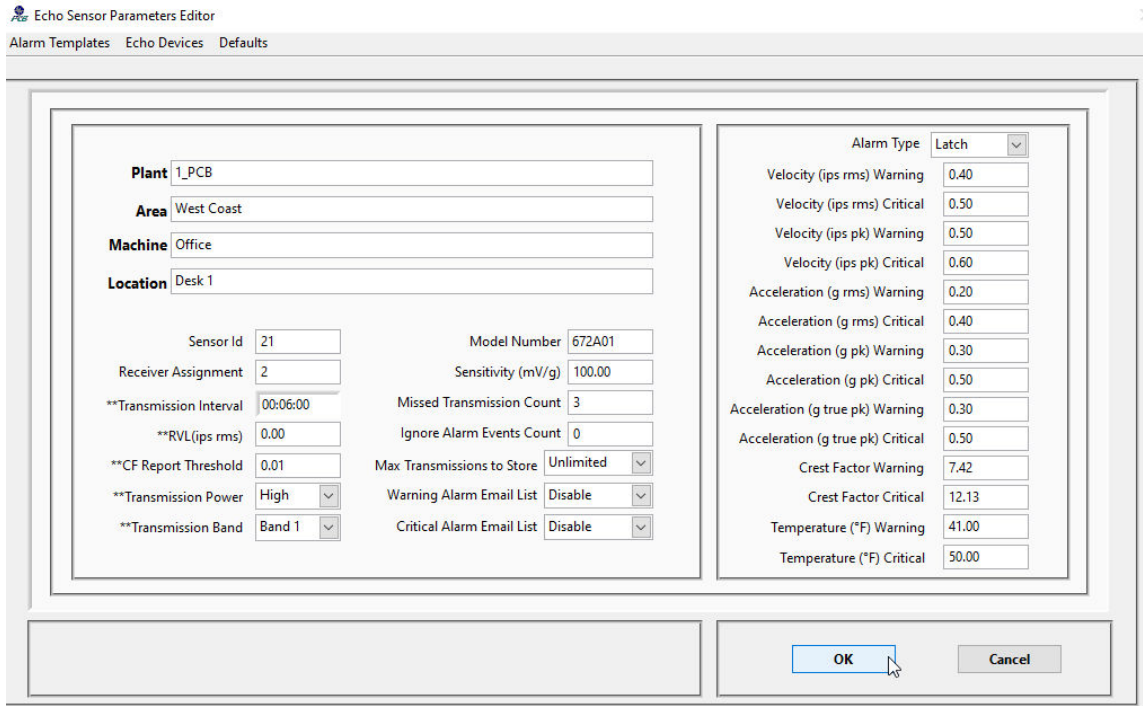 Echo Sensor Parameters Editor
Alarm Templates Echo Devices Defaults
Plant 1_PCB
Area West Coast
Machine Office
Location Desk 1
Sensor Id 21
Receiver Assignment 2
**Transmission Interval 00:06:00
**RVL(ips rms) 0.00
**CF Report Threshold 0.01
**Transmission Power High
**Transmission Band Band 1
Model Number 672A01
Sensitivity (mV/g) 100.00
Missed Transmission Count 3
Ignore Alarm Events Count 0
Max Transmissions to Store Unlimited
Warning Alarm Email List Disable
Critical Alarm Email List Disable
Alarm Type Latch
Velocity (ips rms) Warning 0.40
Velocity (ips rms) Critical 0.50
Velocity (ips pk) Warning 0.50
Velocity (ips pk) Critical 0.60
Acceleration (g rms) Warning 0.20
Acceleration (g rms) Critical 0.40
Acceleration (g pk) Warning 0.30
Acceleration (g pk) Critical 0.50
Acceleration (g true pk) Warning 0.30
Acceleration (g true pk) Critical 0.50
Crest Factor Warning 7.42
Crest Factor Critical 12.13
Temperature (°F) Warning 41.00
Temperature (°F) Critical 50.00
OK Cancel